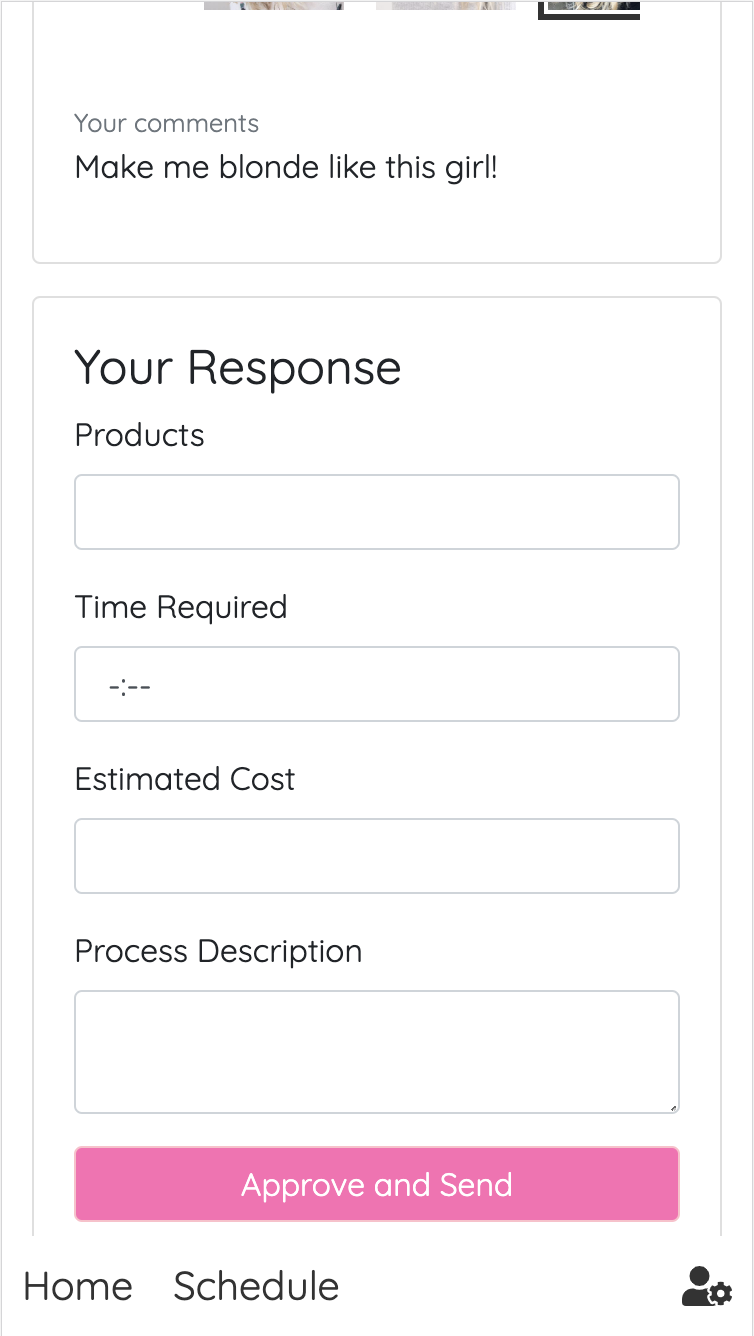 Your comments
Make me blonde like this girl!
Your Response
Products
Time Required
-:--
Estimated Cost
Process Description
Approve and Send
Home Schedule